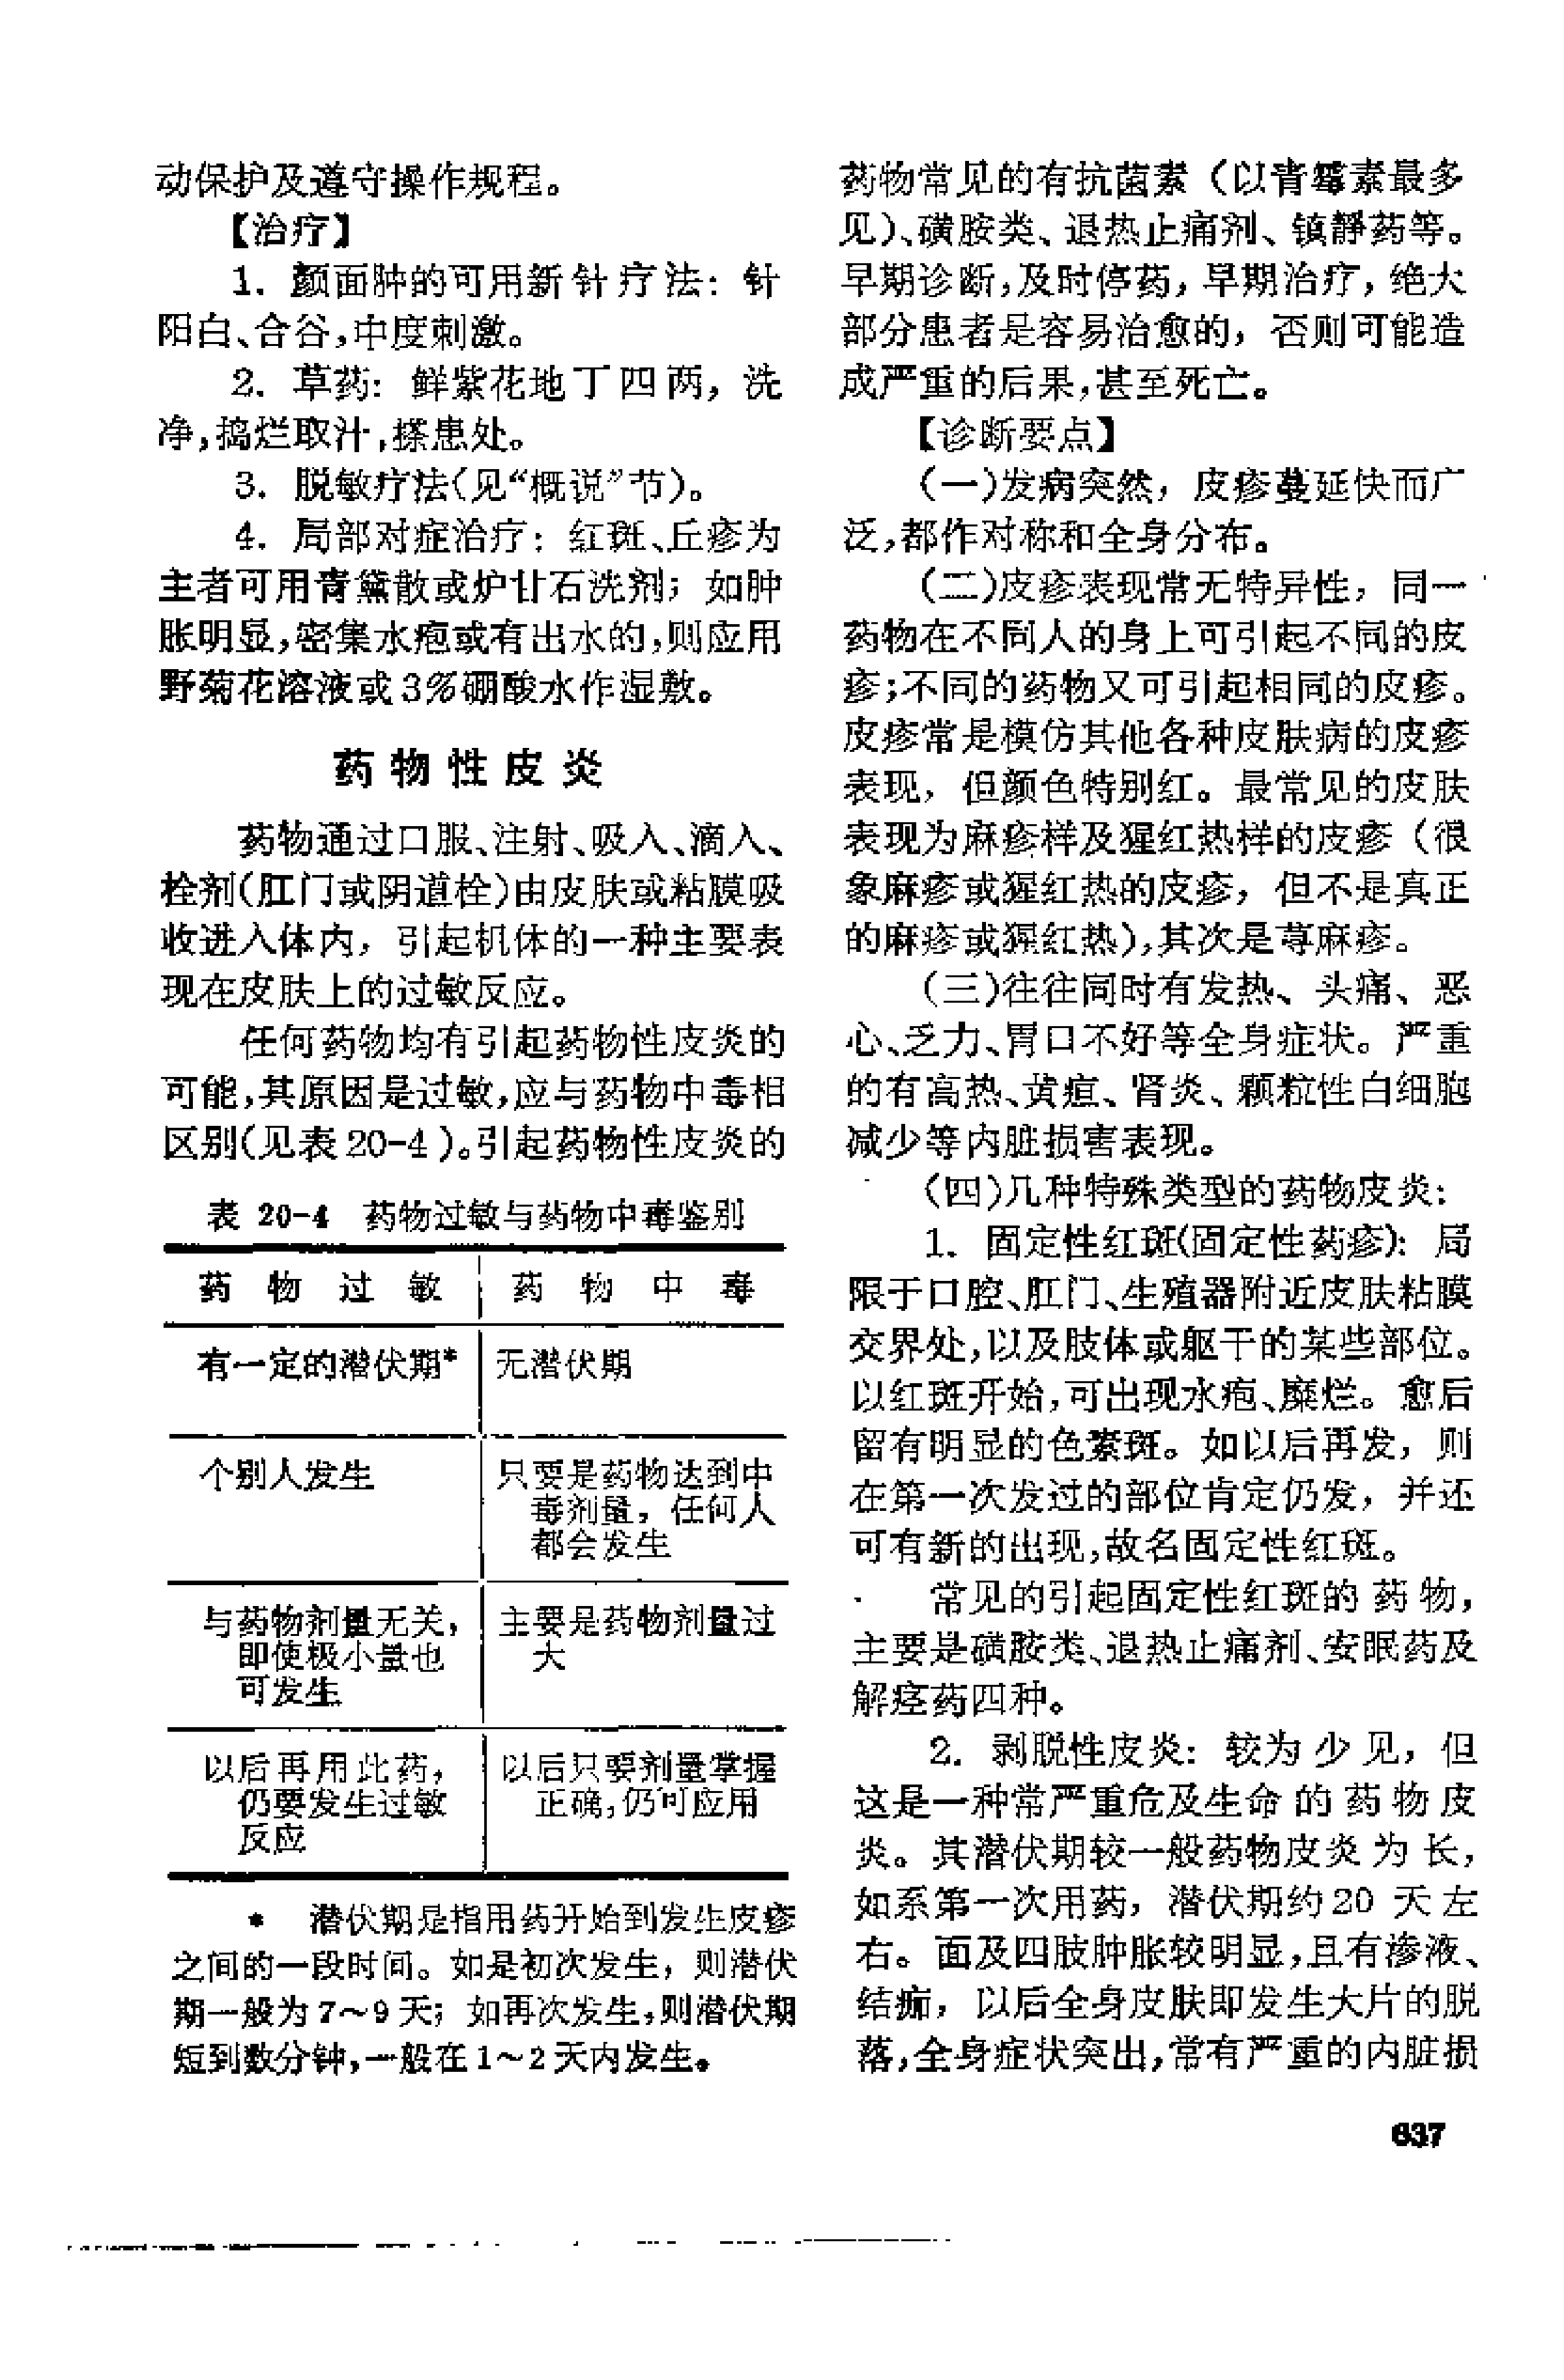 动保护及遵守操作规程。
【治疗】
1. 颜面肿的可用新针疗法：针
阳白、合谷，中度刺激。
2. 草药：鲜紫花地丁四两，洗
净，捣烂取汁，搽患处。
3. 脱敏疗法（见“概说”节）。
4. 局部对症治疗：红斑、丘疹为
主者可用青黛散或炉甘石洗剂；如肿
胀明显，密集水疱或有出水的，则应用
野菊花溶液或3%硼酸水作湿敷。
药物性皮炎
药物通过口服、注射、吸入、滴入、
栓剂（肛门或阴道栓）由皮肤或粘膜吸
收进入体内，引起机体的一种主要表
现在皮肤上的过敏反应。
任何药物均有引起药物性皮炎的
可能，其原因是过敏，应与药物中毒相
区别（见表20-4）。引起药物性皮炎的
表 20-4 药物过敏与药物中毒鉴别
药物过敏 药物中毒
有一定的潜伏期* 无潜伏期
个别人发生 只要是药物达到中
毒剂量，任何人
都会发生
与药物剂量无关， 主要是药物剂量过
即使极小量也 大
可发生
以后再用此药， 以后只要剂量掌握
仍要发生过敏 正确，仍可应用
反应
* 潜伏期是指用药开始到发生皮疹
之间的一段时间。如是初次发生，则潜伏
期一般为7～9天；如再次发生，则潜伏期
短到数分钟，一般在1～2天内发生。
药物常见的有抗菌素（以青霉素最多
见）、磺胺类、退热止痛剂、镇静药等。
早期诊断，及时停药，早期治疗，绝大
部分患者是容易治愈的，否则可能造
成严重的后果，甚至死亡。
【诊断要点】
（一）发病突然，皮疹蔓延快而广
泛，都作对称和全身分布。
（二）皮疹表现常无特异性，同一
药物在不同人的身上可引起不同的皮
疹；不同的药物又可引起相同的皮疹。
皮疹常是模仿其他各种皮肤病的皮疹
表现，但颜色特别红。最常见的皮肤
表现为麻疹样及猩红热样的皮疹（很
象麻疹或猩红热的皮疹，但不是真正
的麻疹或猩红热），其次是荨麻疹。
（三）往往同时有发热、头痛、恶
心、乏力、胃口不好等全身症状。严重
的有高热、黄疸、肾炎、颗粒性白细胞
减少等内脏损害表现。
（四）几种特殊类型的药物皮炎：
1. 固定性红斑（固定性药疹）：局
限于口腔、肛门、生殖器附近皮肤粘膜
交界处，以及肢体或躯干的某些部位。
以红斑开始，可出现水疱、糜烂。愈后
留有明显的色素斑。如以后再发，则
在第一次发过的部位肯定仍发，并还
可有新的出现，故名固定性红斑。
常见的引起固定性红斑的药物，
主要是磺胺类、退热止痛剂、安眠药及
解痉药四种。
2. 剥脱性皮炎：较为少见，但
这是一种常严重危及生命的药物皮
炎。其潜伏期较一般药物皮炎为长，
如系第一次用药，潜伏期约20天左
右。面及四肢肿胀较明显，且有渗液、
结痂，以后全身皮肤即发生大片的脱
落，全身症状突出，常有严重的内脏损
637